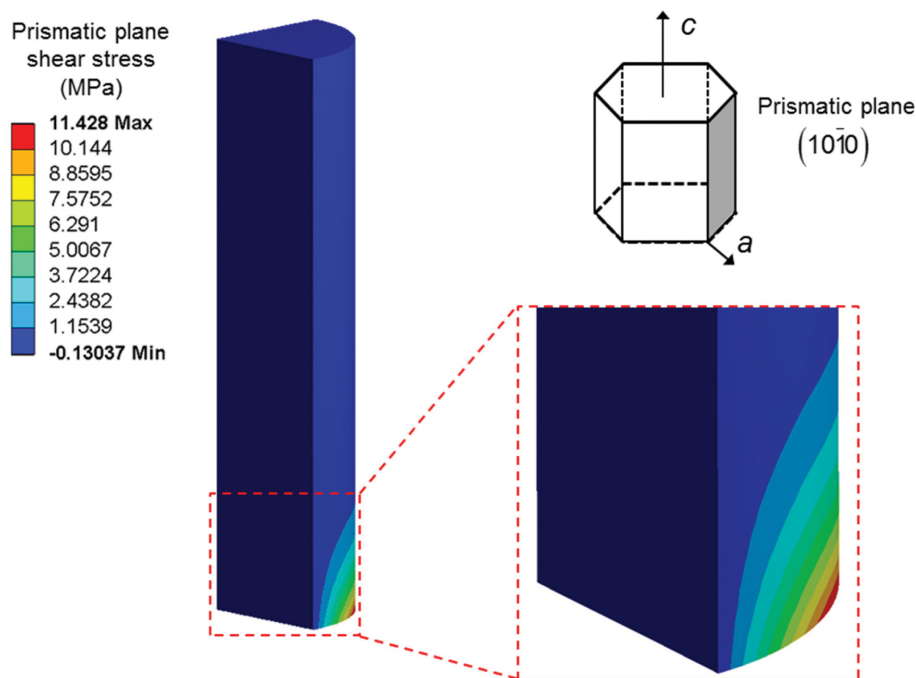 Prismatic plane
shear stress
(MPa)
11.428 Max
10.144
8.8595
7.5752
6.291
5.0067
3.7224
2.4382
1.1539
-0.13037 Min
c
Prismatic plane
(101̄0)
a